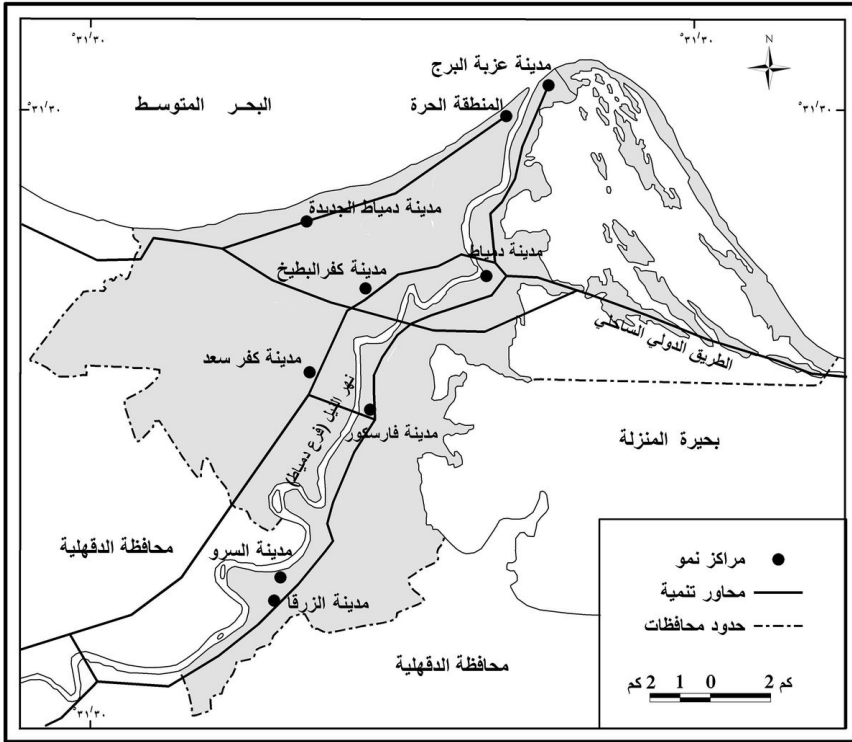 °٣١/٣٠
°٣١/٣٠
N
مدينة عزبة البرج
°٣١/٣٠
البحر المتوسط
المنطقة الحرة
°٣١/٣٠
مدينة دمياط الجديدة
مدينة دمياط
مدينة كفرالبطيخ
الطريق الدولي الساحلي
مدينة كفر سعد
نهر النيل (فرع دمياط)
مدينة فارسكور
بحيرة المنزلة
محافظة الدقهلية
مدينة السرو
مدينة الزرقا
محافظة الدقهلية
مراكز نمو
محاور تنمية
حدود محافظات
كم 2 1 0 2 كم
°٣١/٣٠